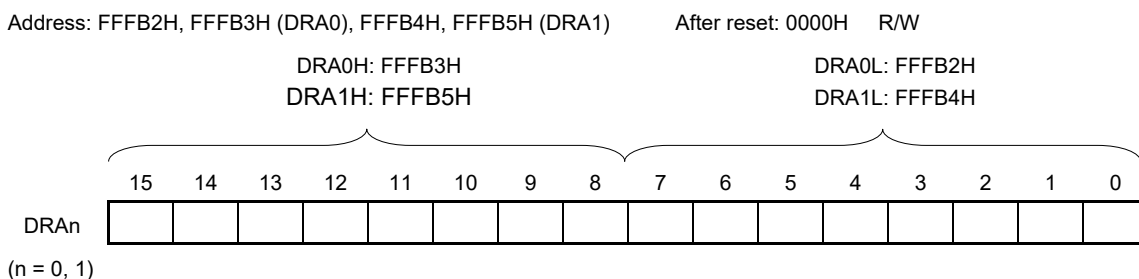 Address: FFFB2H, FFFB3H (DRA0), FFFB4H, FFFB5H (DRA1) After reset: 0000H R/W
DRA0H: FFFB3H DRA0L: FFFB2H
DRA1H: FFFB5H DRA1L: FFFB4H
15 14 13 12 11 10 9 8 7 6 5 4 3 2 1 0
DRAn
(n = 0, 1)